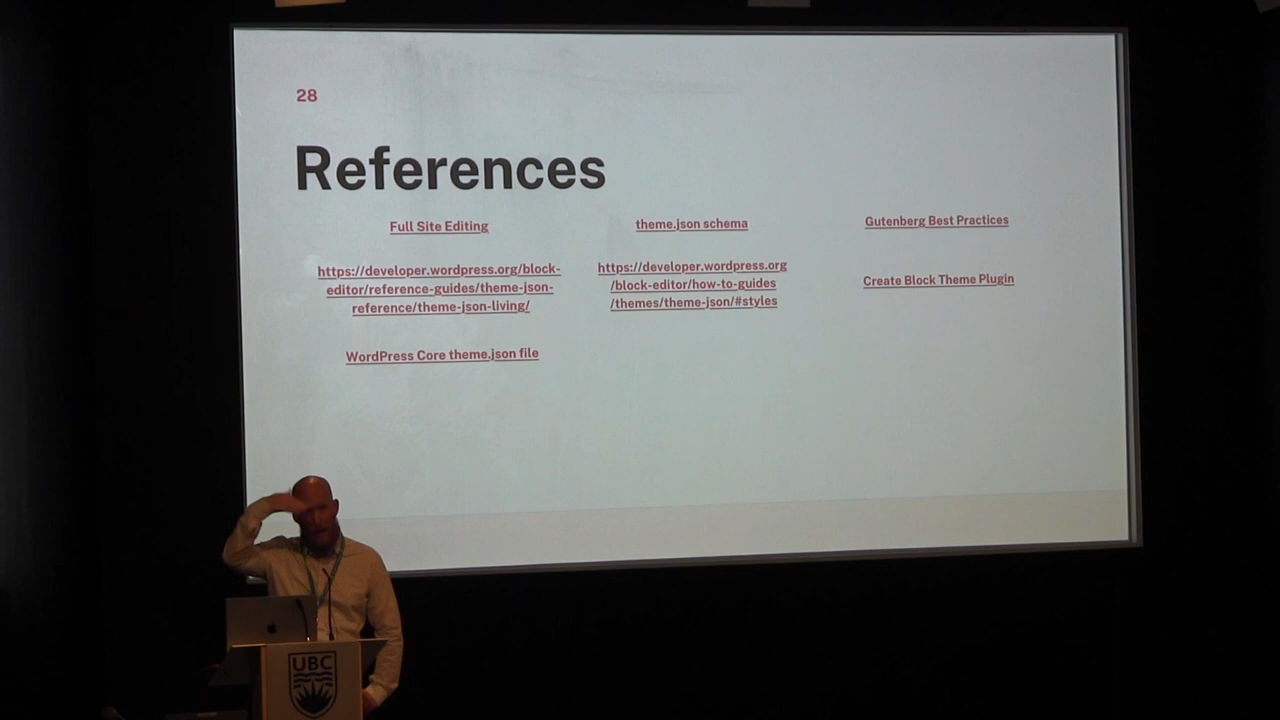 28
References
Full Site Editing
https://developer.wordpress.org/block-
editor/reference-guides/theme-json-
reference/theme-json-living/
WordPress Core theme.json file
theme.json schema
https://developer.wordpress.org
/block-editor/how-to-guides
/themes/theme-json/#styles
Gutenberg Best Practices
Create Block Theme Plugin
UBC